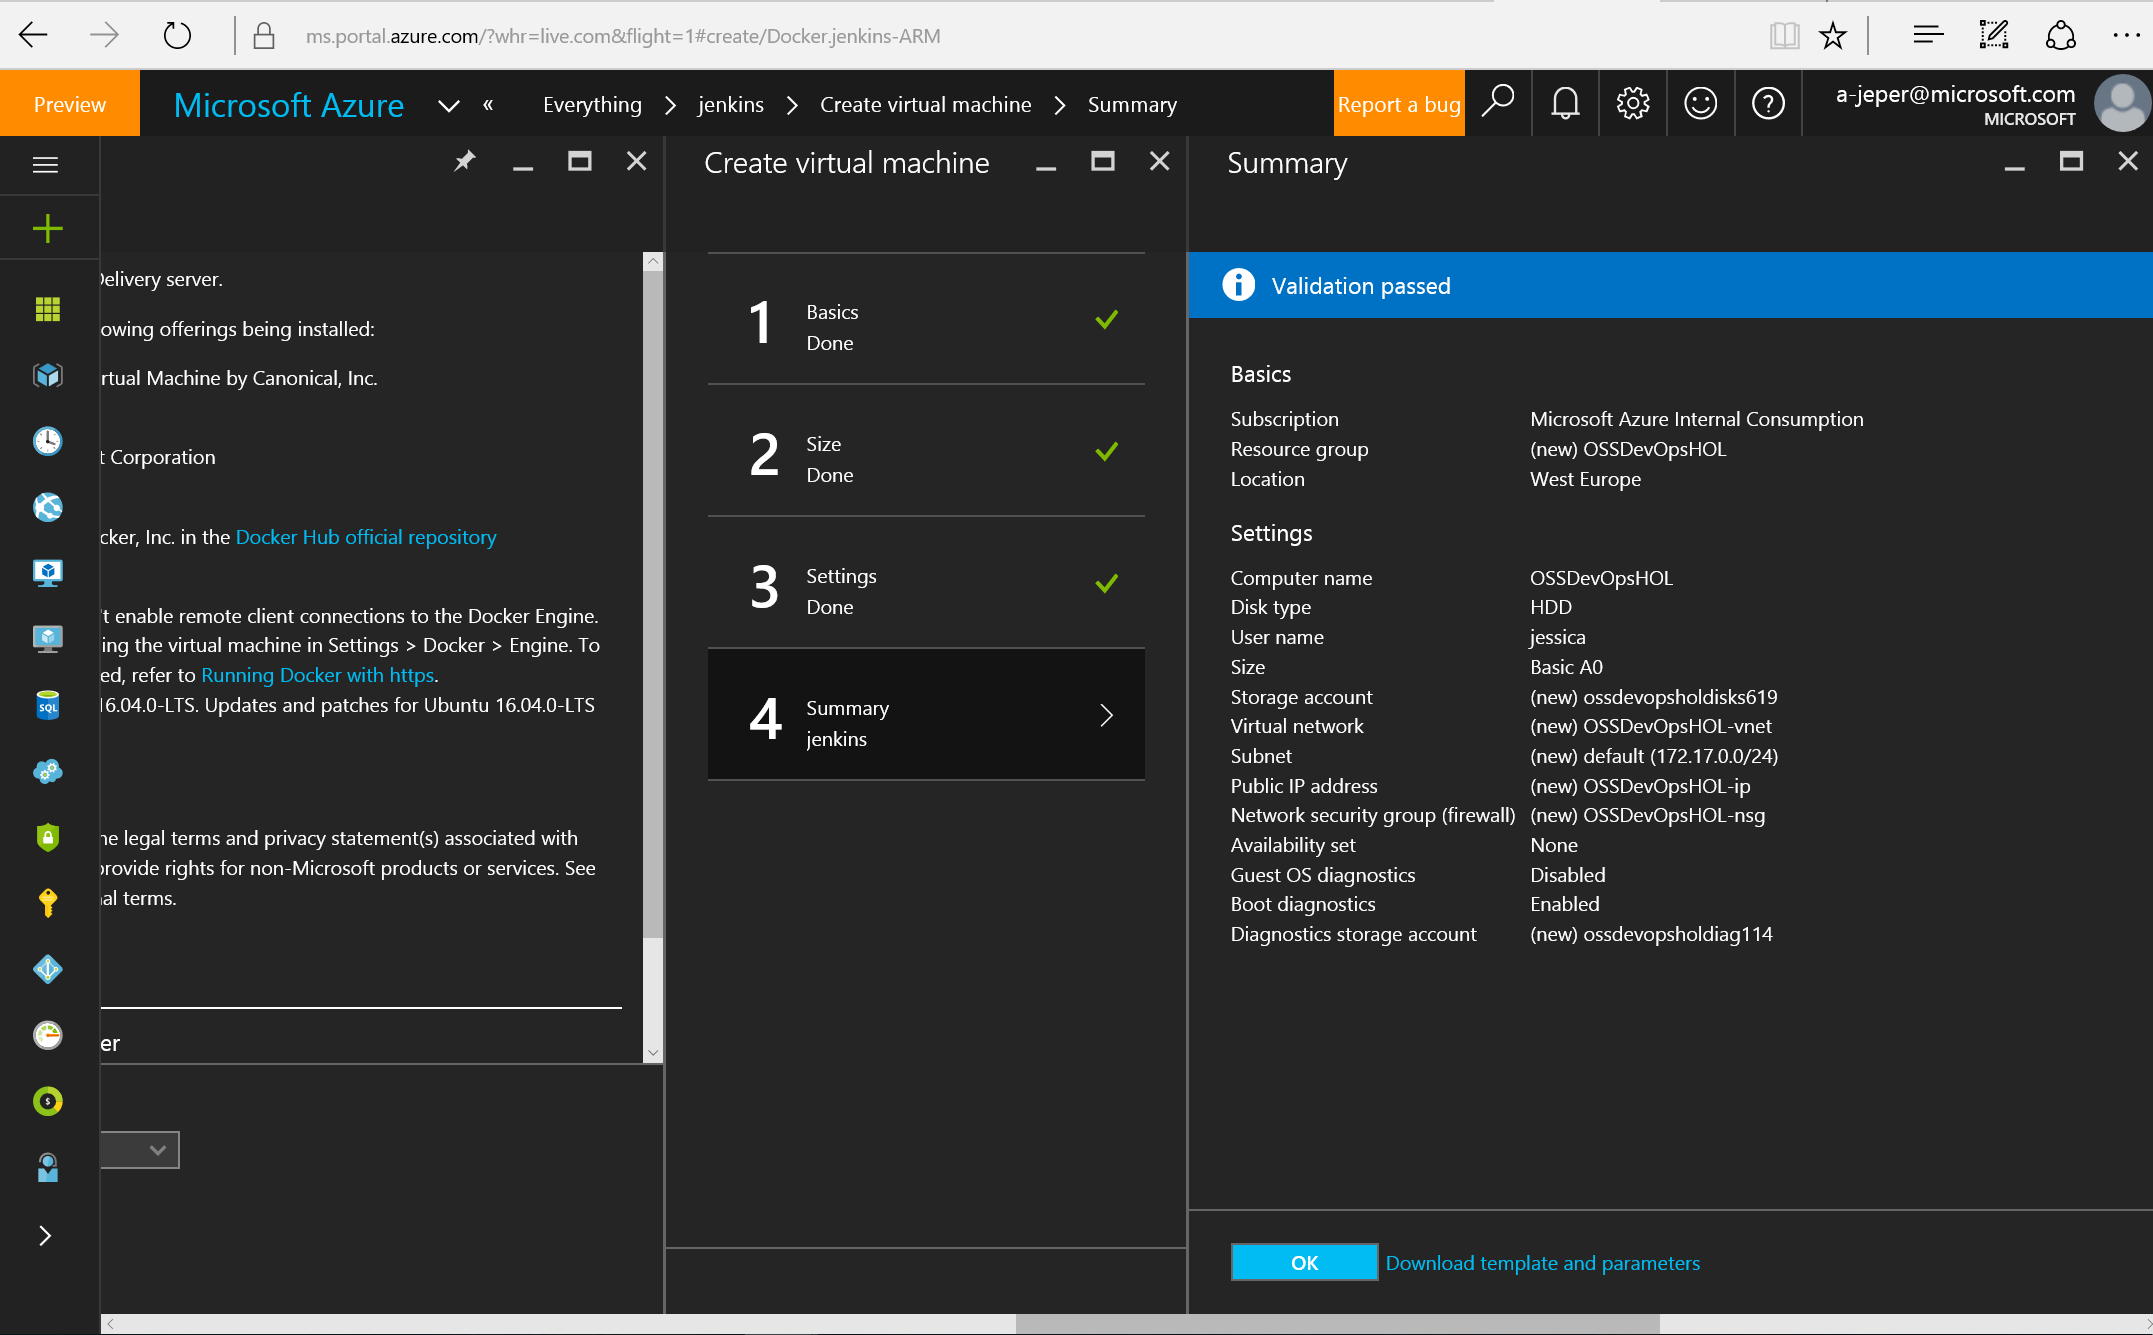 ms.portal.azure.com/?whr=live.com&flight=1#create/Docker.jenkins-ARM
Preview
Microsoft Azure
«
Everything > jenkins > Create virtual machine > Summary
Report a bug
a-jeper@microsoft.com
MICROSOFT
elivery server.
owing offerings being installed:
rtual Machine by Canonical, Inc.
t Corporation
cker, Inc. in the Docker Hub official repository
't enable remote client connections to the Docker Engine.
ing the virtual machine in Settings > Docker > Engine. To
ed, refer to Running Docker with https.
16.04.0-LTS. Updates and patches for Ubuntu 16.04.0-LTS
he legal terms and privacy statement(s) associated with
provide rights for non-Microsoft products or services. See
al terms.
er
Create virtual machine
1
Basics
Done
2
Size
Done
3
Settings
Done
4
Summary
jenkins
Summary
Validation passed
Basics
Subscription Microsoft Azure Internal Consumption
Resource group (new) OSSDevOpsHOL
Location West Europe
Settings
Computer name OSSDevOpsHOL
Disk type HDD
User name jessica
Size Basic A0
Storage account (new) ossdevopsholdisks619
Virtual network (new) OSSDevOpsHOL-vnet
Subnet (new) default (172.17.0.0/24)
Public IP address (new) OSSDevOpsHOL-ip
Network security group (firewall) (new) OSSDevOpsHOL-nsg
Availability set None
Guest OS diagnostics Disabled
Boot diagnostics Enabled
Diagnostics storage account (new) ossdevopsholdiag114
OK
Download template and parameters
SQL